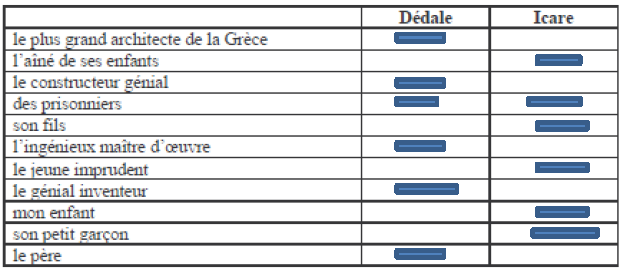 Dédale Icare
le plus grand architecte de la Grèce
l’aîné de ses enfants
le constructeur génial
des prisonniers
son fils
l’ingénieux maître d’œuvre
le jeune imprudent
le génial inventeur
mon enfant
son petit garçon
le père